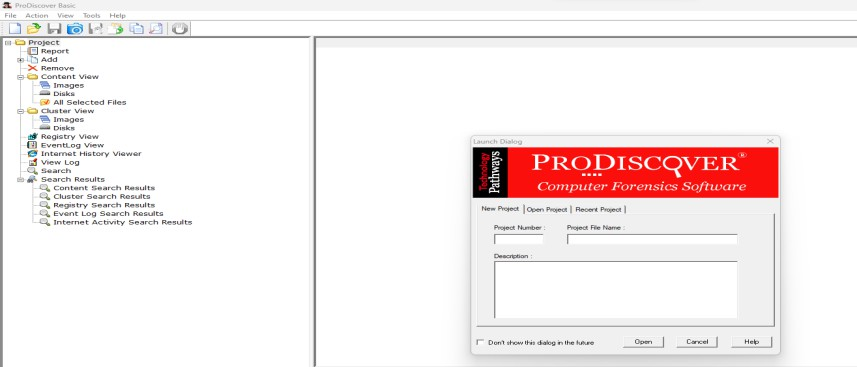 ProDiscover Basic
File Action View Tools Help
Project
Report
Add
Remove
Content View
Images
Disks
All Selected Files
Cluster View
Images
Disks
Registry View
EventLog View
Internet History Viewer
View Log
Search
Search Results
Content Search Results
Cluster Search Results
Registry Search Results
Event Log Search Results
Internet Activity Search Results
Launch Dialog
Technology
Pathways
PRODISCOVER®
Computer Forensics Software
New Project Open Project Recent Project
Project Number : Project File Name :
Description :
Don't show this dialog in the future Open Cancel Help